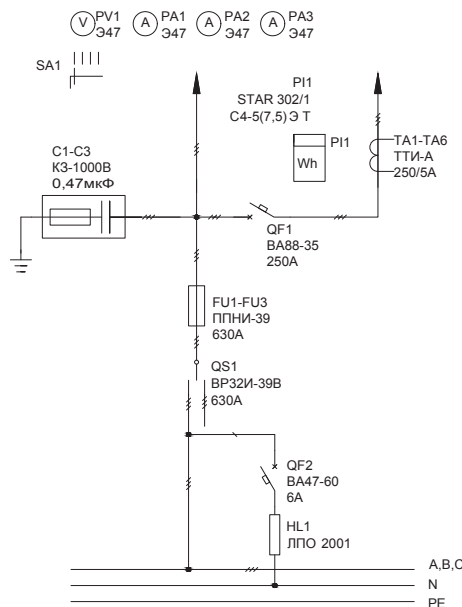 V
PV1
Э47
A
PA1
Э47
A
PA2
Э47
A
PA3
Э47
SA1
PI1
STAR 302/1
C4-5(7,5) Э Т
PI1
Wh
TA1-TA6
ТТИ-А
250/5А
C1-C3
КЗ-1000В
0,47мкФ
QF1
ВА88-35
250А
FU1-FU3
ППНИ-39
630А
QS1
ВР32И-39В
630А
QF2
ВА47-60
6А
HL1
ЛПО 2001
A,B,C
N
PE